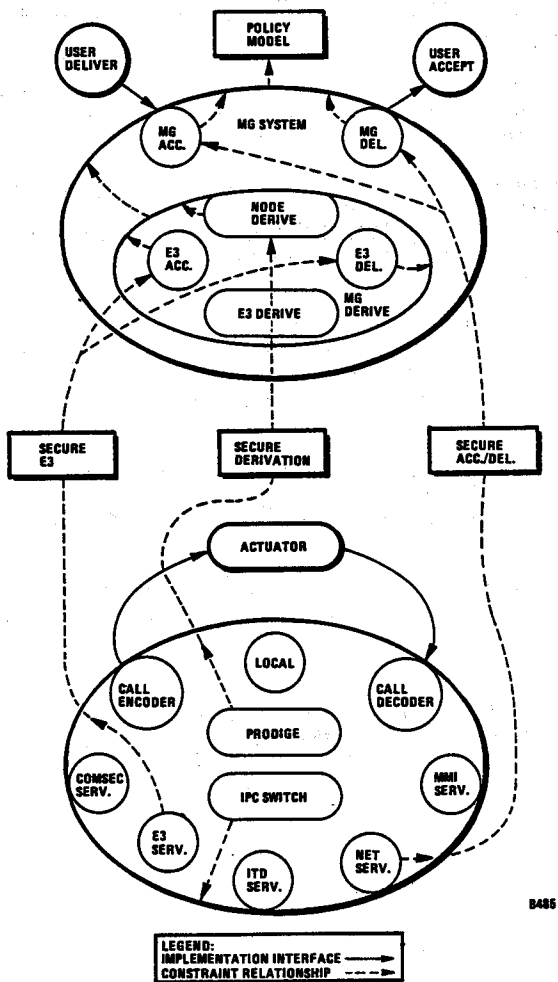 POLICY
MODEL
USER
DELIVER
USER
ACCEPT
MG
ACC.
MG SYSTEM
MG
DEL.
NODE
DERIVE
E3
ACC.
E3
DEL.
MG
DERIVE
E3 DERIVE
SECURE
E3
SECURE
DERIVATION
SECURE
ACC./DEL.
ACTUATOR
LOCAL
CALL
ENCODER
CALL
DECODER
PRODIGE
COMSEC
SERV.
IPC SWITCH
MMI
SERV.
E3
SERV.
ITD
SERV.
NET
SERV.
B485
LEGEND:
IMPLEMENTATION INTERFACE
CONSTRAINT RELATIONSHIP